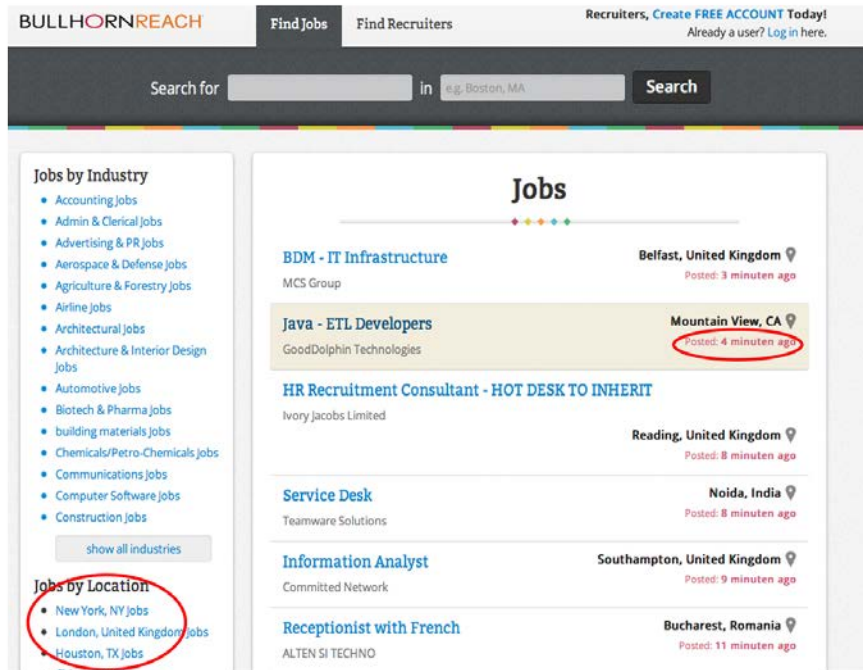 BULLHORNREACH
Find Jobs
Find Recruiters
Recruiters, Create FREE ACCOUNT Today!
Already a user? Log in here.
Search for
in
e.g. Boston, MA
Search
Jobs by Industry
Accounting Jobs
Admin & Clerical Jobs
Advertising & PR Jobs
Aerospace & Defense Jobs
Agriculture & Forestry Jobs
Airline Jobs
Architectural Jobs
Architecture & Interior Design
Jobs
Automotive Jobs
Biotech & Pharma Jobs
building materials Jobs
Chemicals/Petro-Chemicals Jobs
Communications Jobs
Computer Software Jobs
Construction Jobs
show all industries
Jobs by Location
New York, NY Jobs
London, United Kingdom Jobs
Houston, TX Jobs
Jobs
BDM - IT Infrastructure
Belfast, United Kingdom
MCS Group
Posted: 3 minuten ago
Java - ETL Developers
Mountain View, CA
GoodDolphin Technologies
Posted: 4 minuten ago
HR Recruitment Consultant - HOT DESK TO INHERIT
Ivory Jacobs Limited
Reading, United Kingdom
Posted: 8 minuten ago
Service Desk
Noida, India
Teamware Solutions
Posted: 8 minuten ago
Information Analyst
Southampton, United Kingdom
Committed Network
Posted: 9 minuten ago
Receptionist with French
Bucharest, Romania
ALTEN SI TECHNO
Posted: 11 minuten ago